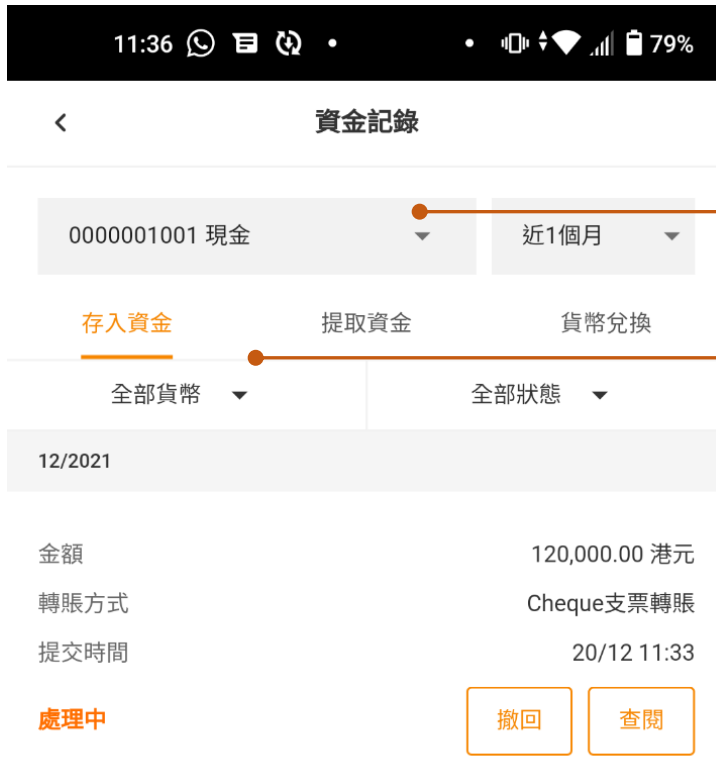 11:36 79%
資金記錄
0000001001 現金 近1個月
存入資金 提取資金 貨幣兌換
全部貨幣 全部狀態
12/2021
金額 120,000.00 港元
轉賬方式 Cheque支票轉賬
提交時間 20/12 11:33
處理中 撤回 查閱